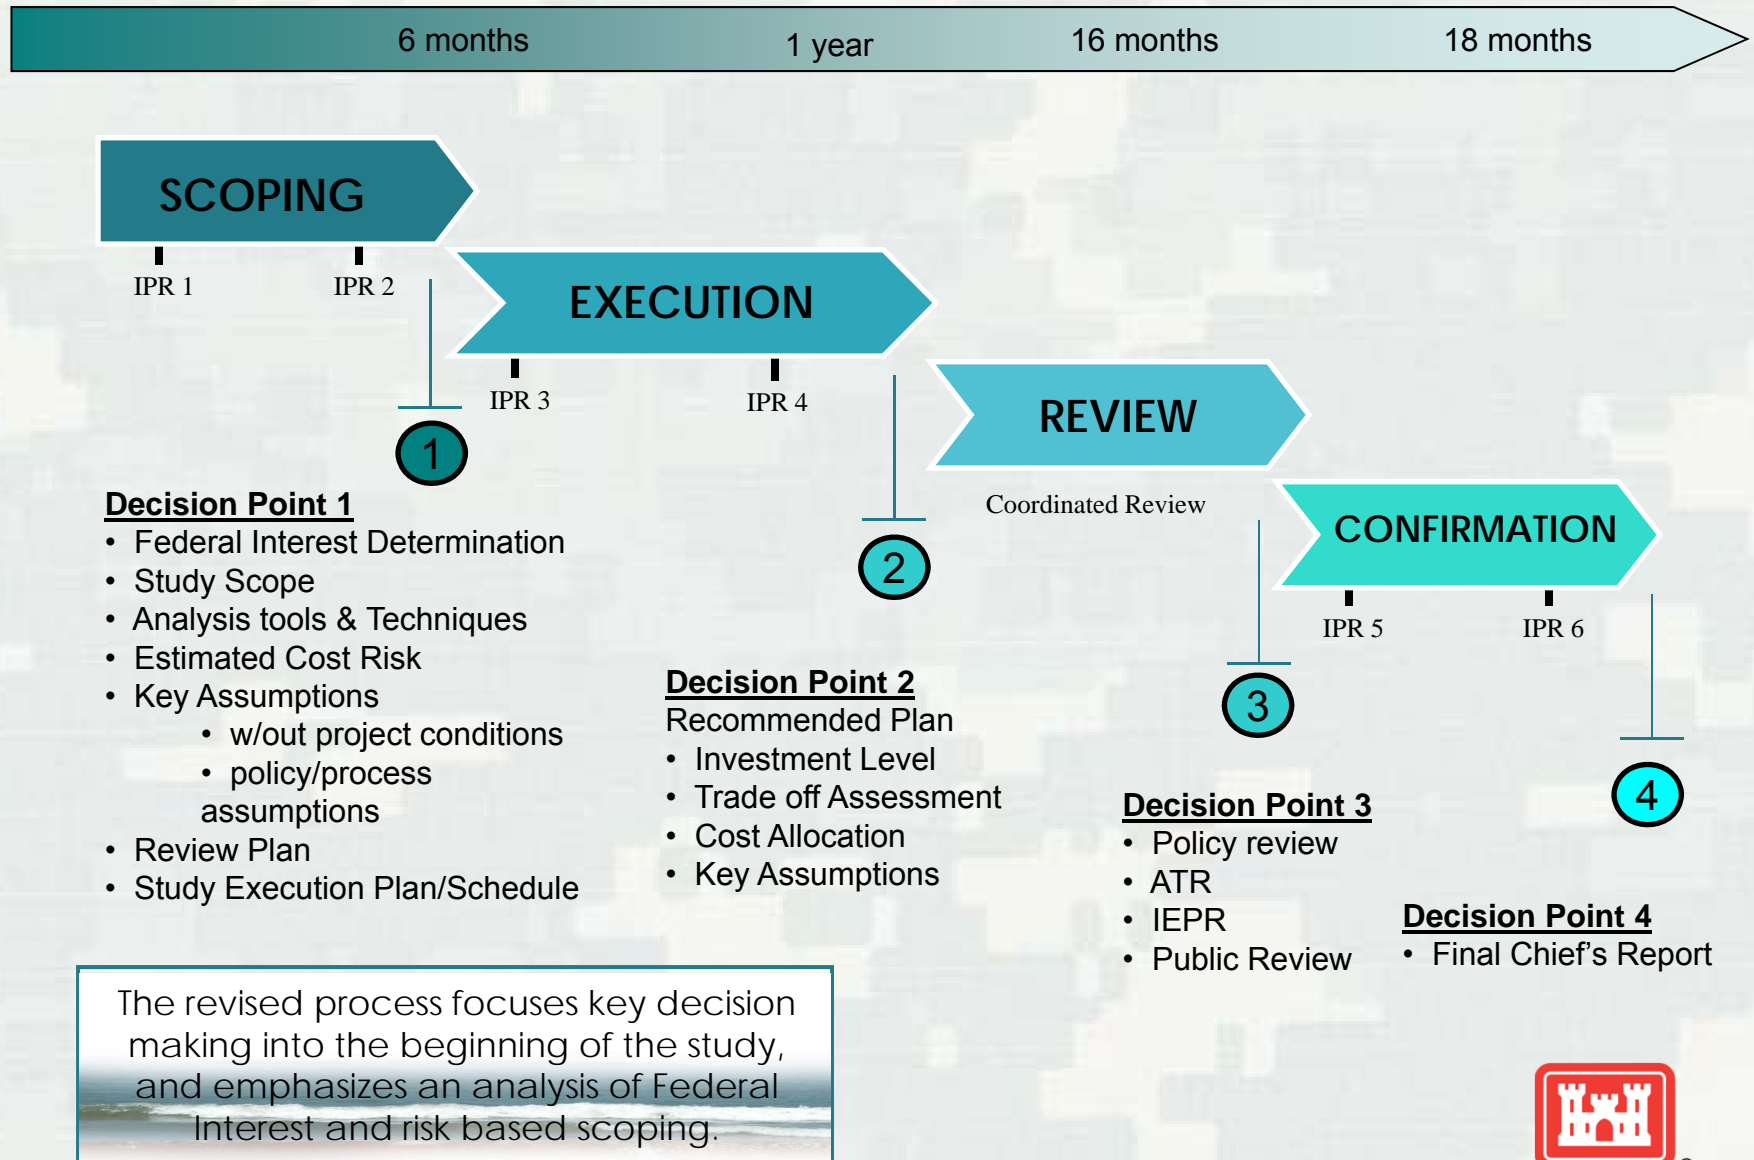 6 months
1 year
16 months
18 months
SCOPING
IPR 1
IPR 2
EXECUTION
IPR 3
IPR 4
REVIEW
Coordinated Review
CONFIRMATION
IPR 5
IPR 6
1
Decision Point 1
• Federal Interest Determination
• Study Scope
• Analysis tools & Techniques
• Estimated Cost Risk
• Key Assumptions
• w/out project conditions
• policy/process
assumptions
• Review Plan
• Study Execution Plan/Schedule
2
Decision Point 2
Recommended Plan
• Investment Level
• Trade off Assessment
• Cost Allocation
• Key Assumptions
3
Decision Point 3
• Policy review
• ATR
• IEPR
• Public Review
4
Decision Point 4
• Final Chief's Report
The revised process focuses key decision
making into the beginning of the study,
and emphasizes an analysis of Federal
Interest and risk based scoping.